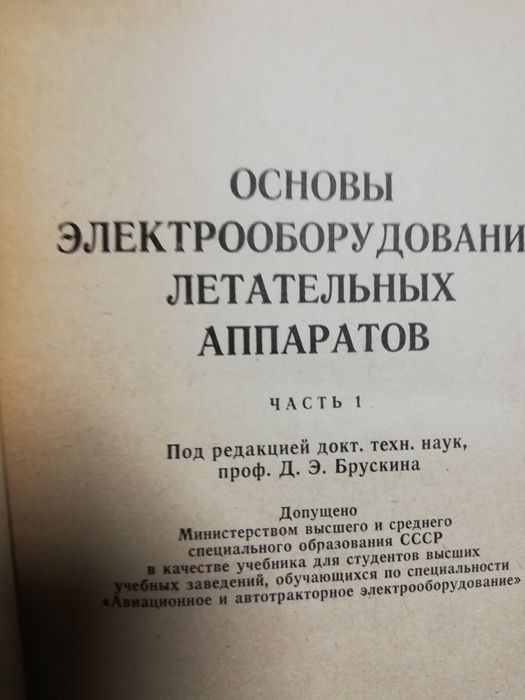 ОСНОВЫ
ЭЛЕКТРООБОРУДОВАНИ
ЛЕТАТЕЛЬНЫХ
АППАРАТОВ
ЧАСТЬ 1
Под редакцией докт. техн. наук,
проф. Д. Э. Брускина
Допущено
Министерством высшего и среднего
специального образования СССР
в качестве учебника для студентов высших
учебных заведений, обучающихся по специальности
«Авиационное и автотракторное электрооборудование»